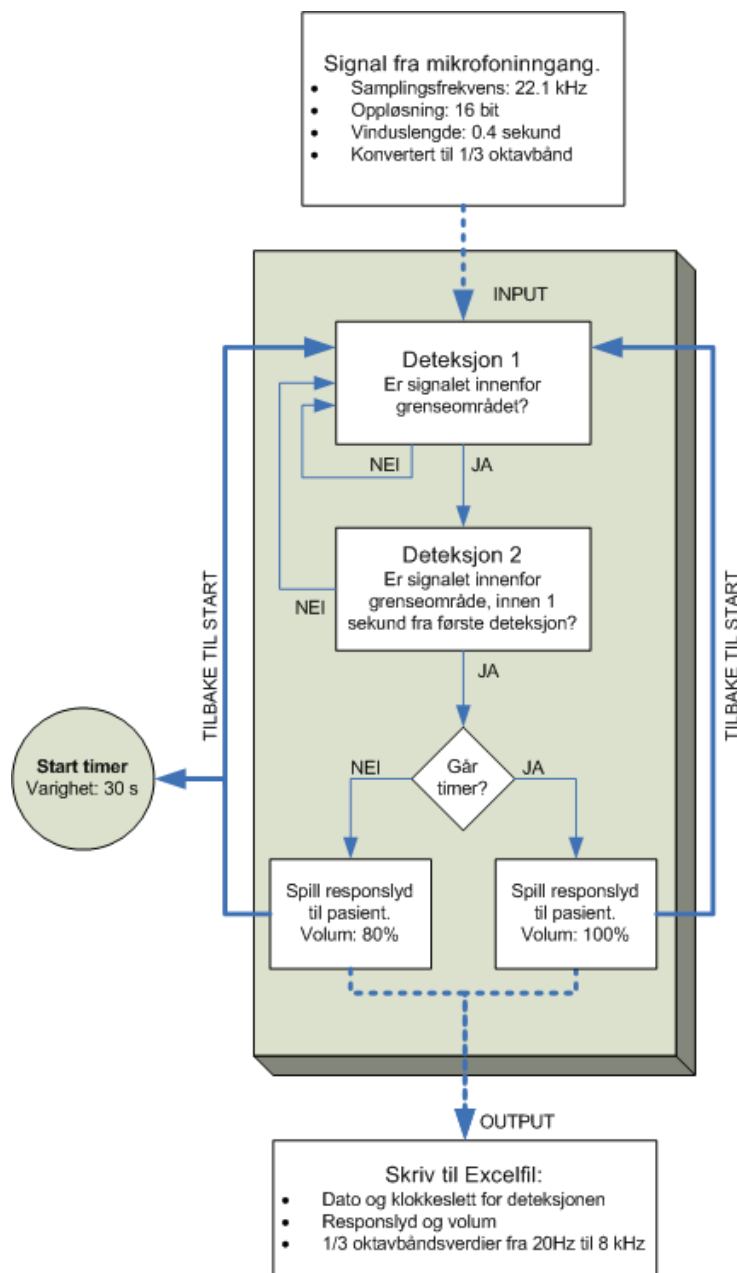 Signal fra mikrofoninngang.
• Samplingsfrekvens: 22.1 kHz
• Oppløsning: 16 bit
• Vinduslengde: 0.4 sekund
• Konvertert til 1/3 oktavbånd
INPUT
Deteksjon 1
Er signalet innenfor
grenseområdet?
NEI
JA
Deteksjon 2
Er signalet innenfor
grenseområde, innen 1
sekund fra første deteksjon?
NEI
JA
TILBAKE TIL START
TILBAKE TIL START
Start timer
Varighet: 30 s
Går
timer?
NEI
JA
Spill responslyd
til pasient.
Volum: 80%
Spill responslyd
til pasient.
Volum: 100%
OUTPUT
Skriv til Excelfil:
• Dato og klokkeslett for deteksjonen
• Responslyd og volum
• 1/3 oktavbåndsverdier fra 20Hz til 8 kHz